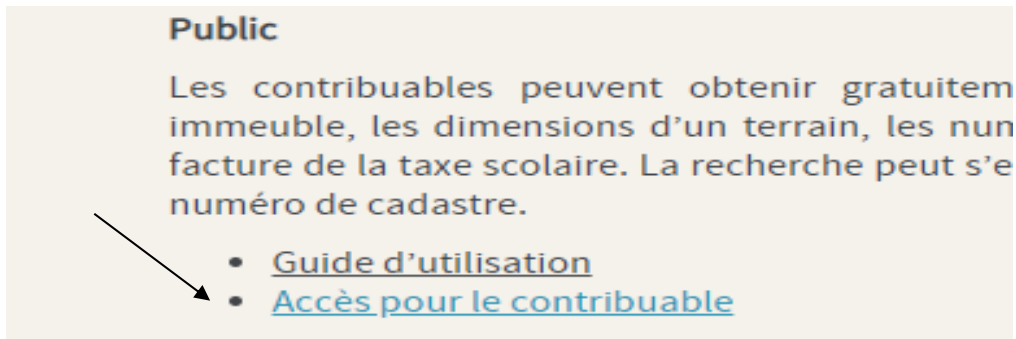 Public
Les contribuables peuvent obtenir gratuitem
immeuble, les dimensions d’un terrain, les num
facture de la taxe scolaire. La recherche peut s’e
numéro de cadastre.
• Guide d’utilisation
• Accès pour le contribuable